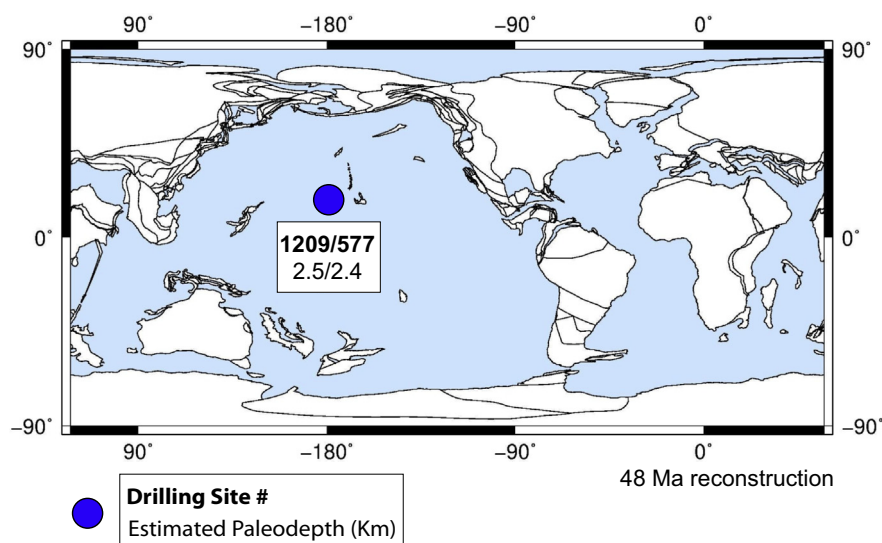 90˚ −180˚ −90˚ 0˚
90˚ 90˚
0˚ 0˚
1209/577
2.5/2.4
−90˚ −90˚
90˚ −180˚ −90˚ 0˚
48 Ma reconstruction
Drilling Site #
Estimated Paleodepth (Km)